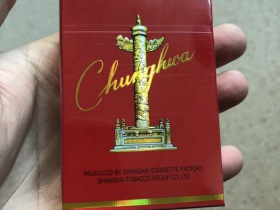 Chunghwa
PRODUCED BY SHANGHAI CIGARETTE FACTORY
SHANGHAI TOBACCO GROUP CO., LTD.